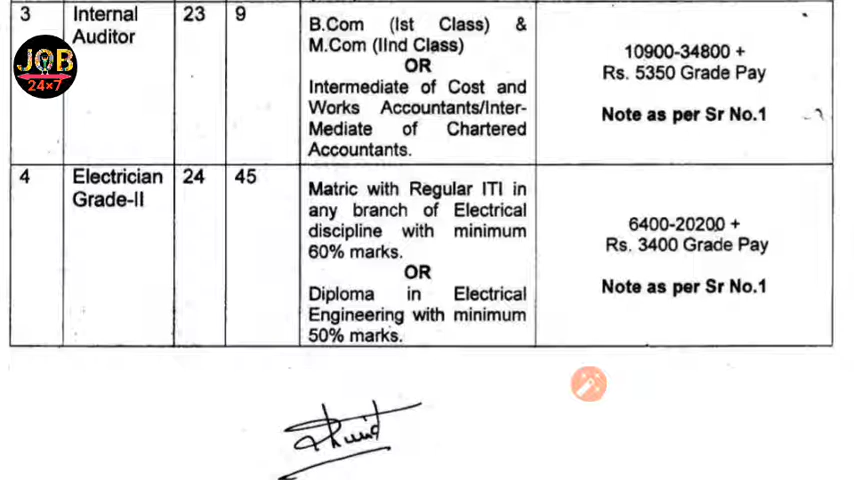 3
Internal
Auditor
23
9
B.Com (Ist Class) &
M.Com (IInd Class)
OR
Intermediate of Cost and
Works Accountants/Inter-
Mediate of Chartered
Accountants.
10900-34800 +
Rs. 5350 Grade Pay
Note as per Sr No.1
JOB
24×7
4
Electrician
Grade-II
24
45
Matric with Regular ITI in
any branch of Electrical
discipline with minimum
60% marks.
OR
Diploma in Electrical
Engineering with minimum
50% marks.
6400-20200 +
Rs. 3400 Grade Pay
Note as per Sr No.1